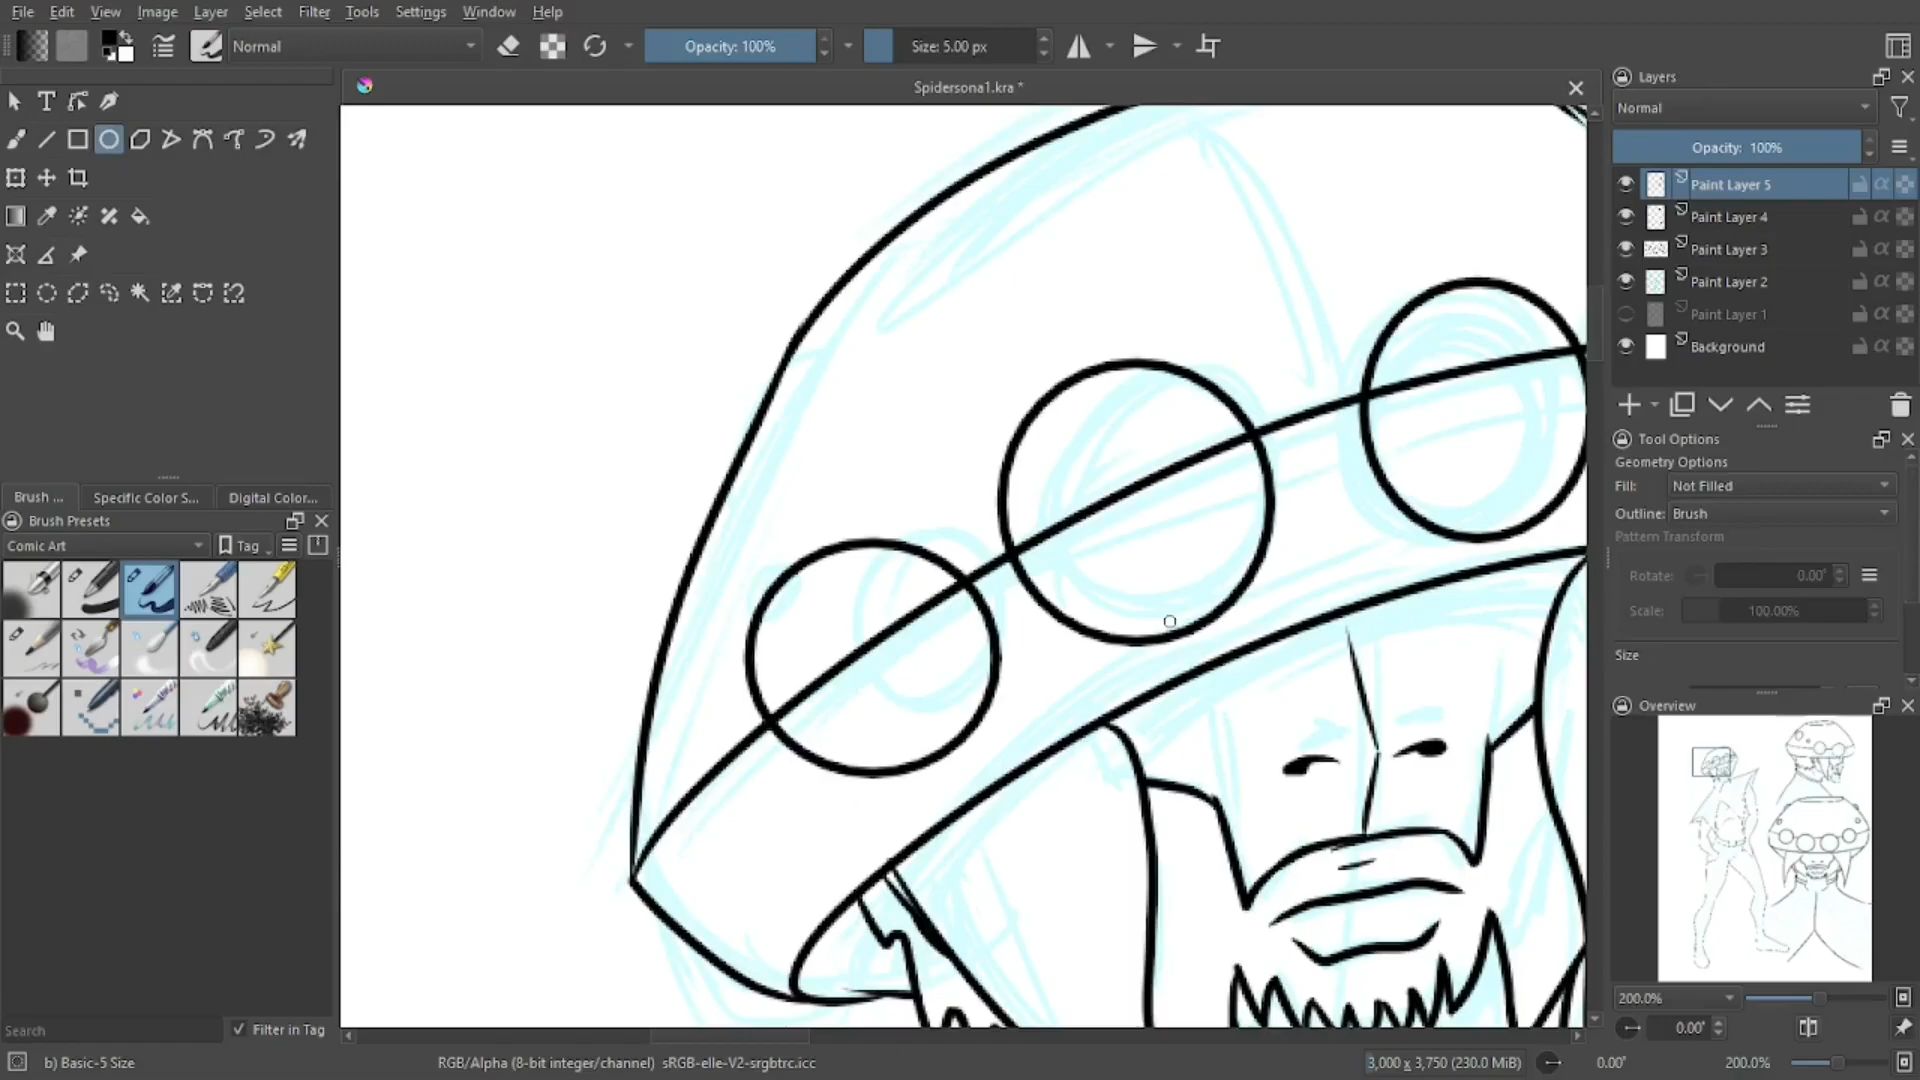 File Edit View Image Layer Select Filter Tools Settings Window Help
Normal Opacity: 100% Size: 5.00 px
Spidersona1.kra *
Layers
Normal
Opacity: 100%
Paint Layer 5
Paint Layer 4
Paint Layer 3
Paint Layer 2
Paint Layer 1
Background
Tool Options
Geometry Options
Fill: Not Filled
Outline: Brush
Pattern Transform
Rotate: 0.00°
Scale: 100.00%
Size
Overview
200.0%
0.00°
Brush ... Specific Color S... Digital Color...
Brush Presets
Comic Art Tag
Search Filter in Tag
b) Basic-5 Size RGB/Alpha (8-bit integer/channel) sRGB-elle-V2-srgbtrc.icc 3,000 x 3,750 (230.0 MiB) 0.00° 200.0%